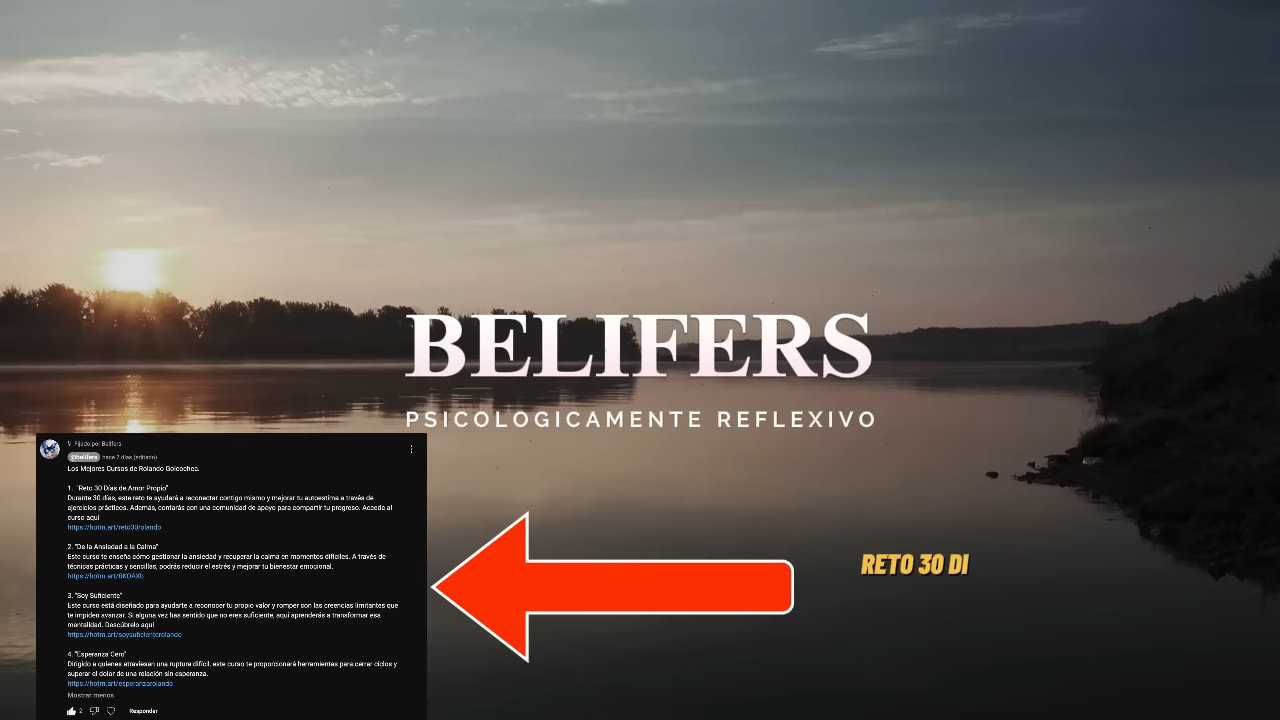 BELIFERS
PSICOLOGICAMENTE REFLEXIVO
Fijado por Belifers
@belifers hace 2 días (editado)
Los Mejores Cursos de Rolando Goicochea.
1. "Reto 30 Días de Amor Propio"
Durante 30 días, este reto te ayudará a reconectar contigo mismo y mejorar tu autoestima a través de
ejercicios prácticos. Además, contarás con una comunidad de apoyo para compartir tu progreso. Accede al
curso aquí
https://hotm.art/reto30rolando
2. "De la Ansiedad a la Calma"
Este curso te enseña cómo gestionar la ansiedad y recuperar la calma en momentos difíciles. A través de
técnicas prácticas y sencillas, podrás reducir el estrés y mejorar tu bienestar emocional.
https://hotm.art/0KOAXb
3. "Soy Suficiente"
Este curso está diseñado para ayudarte a reconocer tu propio valor y romper con las creencias limitantes que
te impiden avanzar. Si alguna vez has sentido que no eres suficiente, aquí aprenderás a transformar esa
mentalidad. Descúbrelo aquí
https://hotm.art/soysuficienterolando
4. "Esperanza Cero"
Dirigido a quienes atraviesan una ruptura difícil, este curso te proporcionará herramientas para cerrar ciclos y
superar el dolor de una relación sin esperanza.
https://hotm.art/esperanzarolando
Mostrar menos
2 Responder
RETO 30 DI